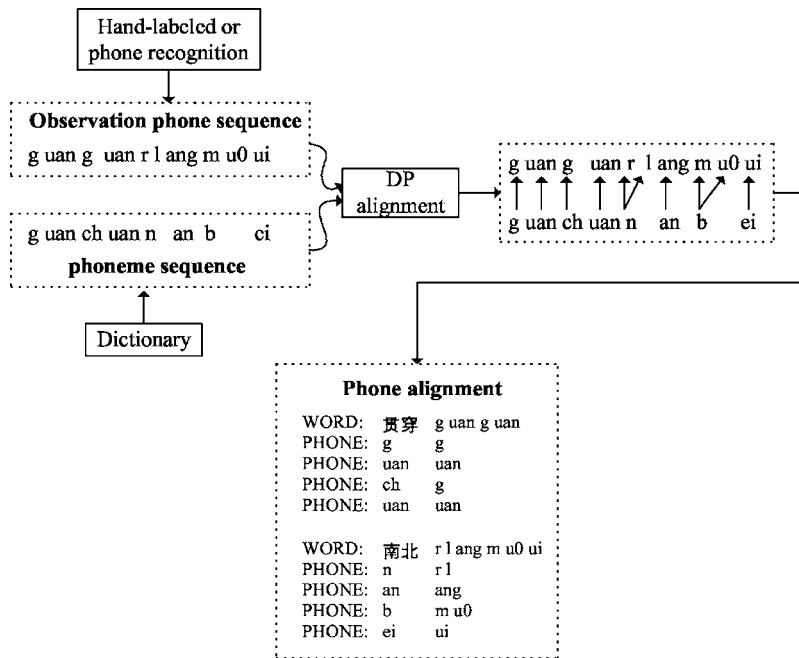 Hand-labeled or
phone recognition
Observation phone sequence
g uan g uan r l ang m u0 ui
g uan ch uan n an b ci
phoneme sequence
Dictionary
DP
alignment
g uan g uan r l ang m u0 ui
g uan ch uan n an b ei
Phone alignment
WORD: 贯穿 g uan g uan
PHONE: g g
PHONE: uan uan
PHONE: ch g
PHONE: uan uan
WORD: 南北 r l ang m u0 ui
PHONE: n r l
PHONE: an ang
PHONE: b m u0
PHONE: ei ui